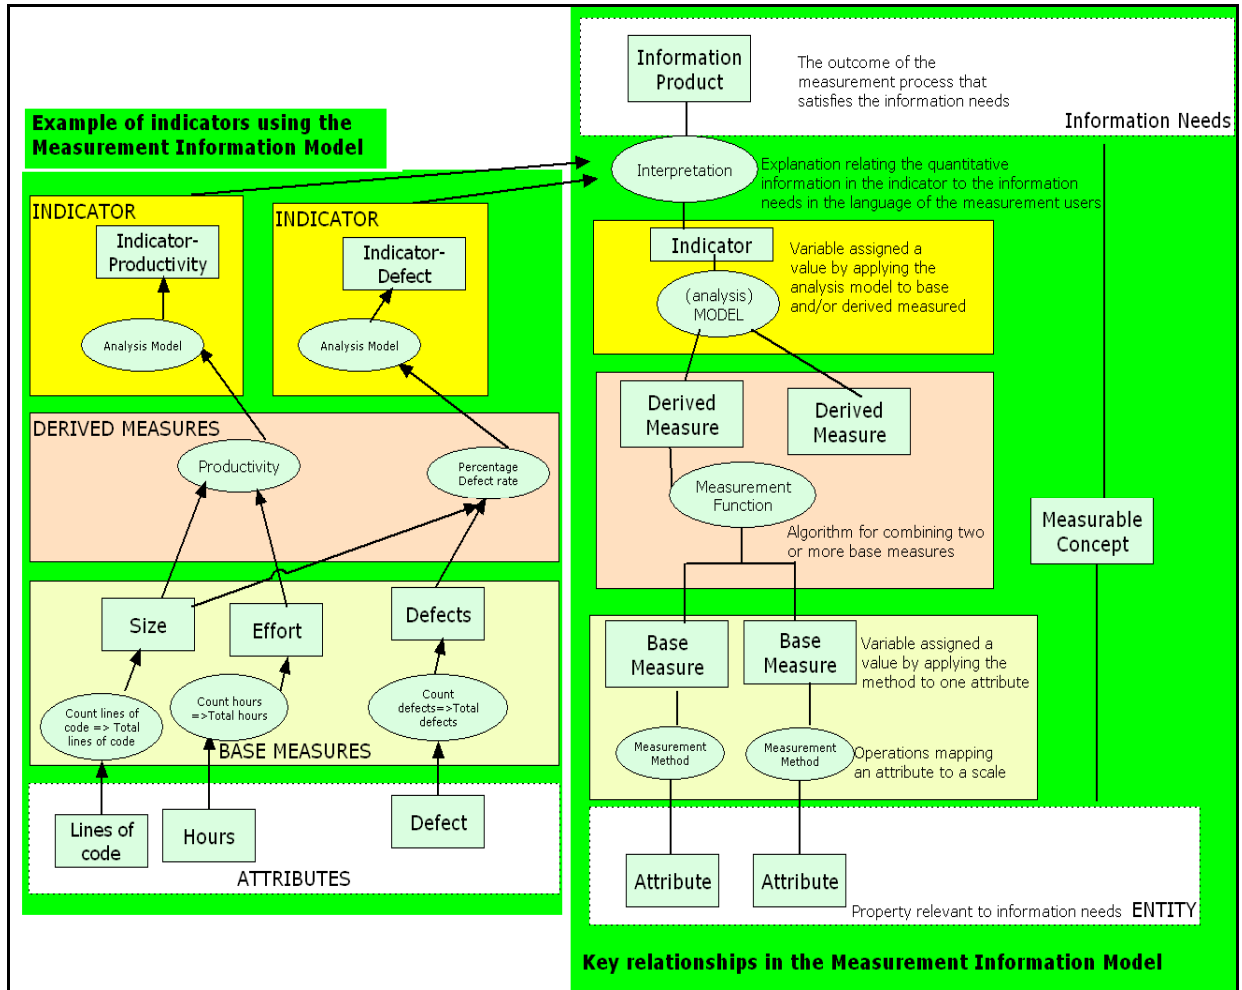 Example of indicators using the
Measurement Information Model
INDICATOR
Indicator-
Productivity
Analysis Model
INDICATOR
Indicator-
Defect
Analysis Model
DERIVED MEASURES
Productivity
Percentage
Defect rate
Size
Effort
Defects
Count lines of
code => Total
lines of code
Count hours
=>Total hours
Count
defects=>Total
defects
BASE MEASURES
Lines of
code
Hours
Defect
ATTRIBUTES
Information
Product
The outcome of the
measurement process that
satisfies the information needs
Information Needs
Interpretation
Explanation relating the quantitative
information in the indicator to the information
needs in the language of the measurement users
Indicator
(analysis)
MODEL
Variable assigned a
value by applying the
analysis model to base
and/or derived measured
Derived
Measure
Derived
Measure
Measurement
Function
Algorithm for combining two
or more base measures
Measurable
Concept
Base
Measure
Base
Measure
Variable assigned a
value by applying the
method to one attribute
Measurement
Method
Measurement
Method
Operations mapping
an attribute to a scale
Attribute
Attribute
Property relevant to information needs ENTITY
Key relationships in the Measurement Information Model